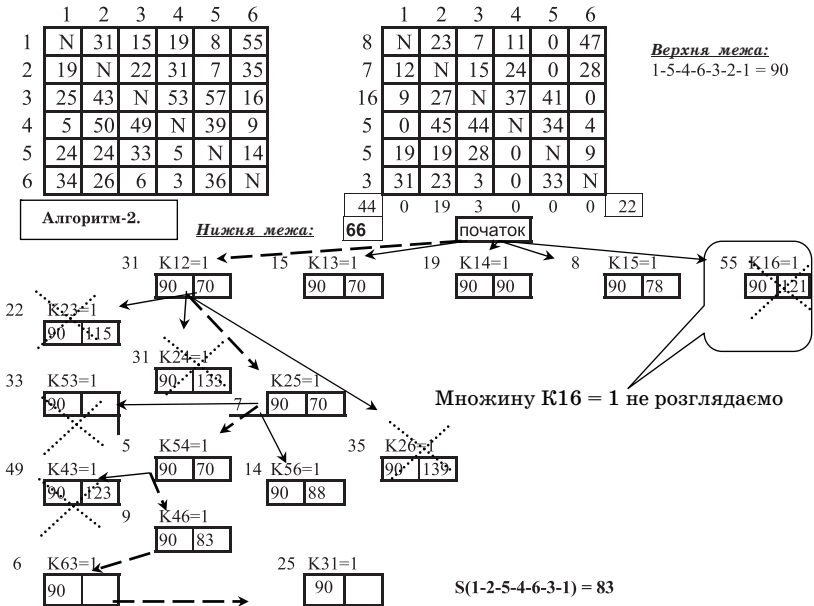 1 2 3 4 5 6
1 N 31 15 19 8 55
2 19 N 22 31 7 35
3 25 43 N 53 57 16
4 5 50 49 N 39 9
5 24 24 33 5 N 14
6 34 26 6 3 36 N
1 2 3 4 5 6
8 N 23 7 11 0 47
7 12 N 15 24 0 28
16 9 27 N 37 41 0
5 0 45 44 N 34 4
5 19 19 28 0 N 9
3 31 23 3 0 33 N
44 0 19 3 0 0 0 22
Верхня межа:
1-5-4-6-3-2-1 = 90
Алгоритм-2.
Нижня межа: 66
початок
31 K12=1
90 70
15 K13=1
90 70
19 K14=1
90 90
8 K15=1
90 78
55 K16=1
90 121
22 K23=1
90 115
31 K24=1
90 133
33 K53=1
90
7 K25=1
90 70
Множину К16 = 1 не розглядаємо
5 K54=1
90 70
14 K56=1
90 88
35 K26=1
90 139
49 K43=1
90 123
9 K46=1
90 83
6 K63=1
90
25 K31=1
90
S(1-2-5-4-6-3-1) = 83